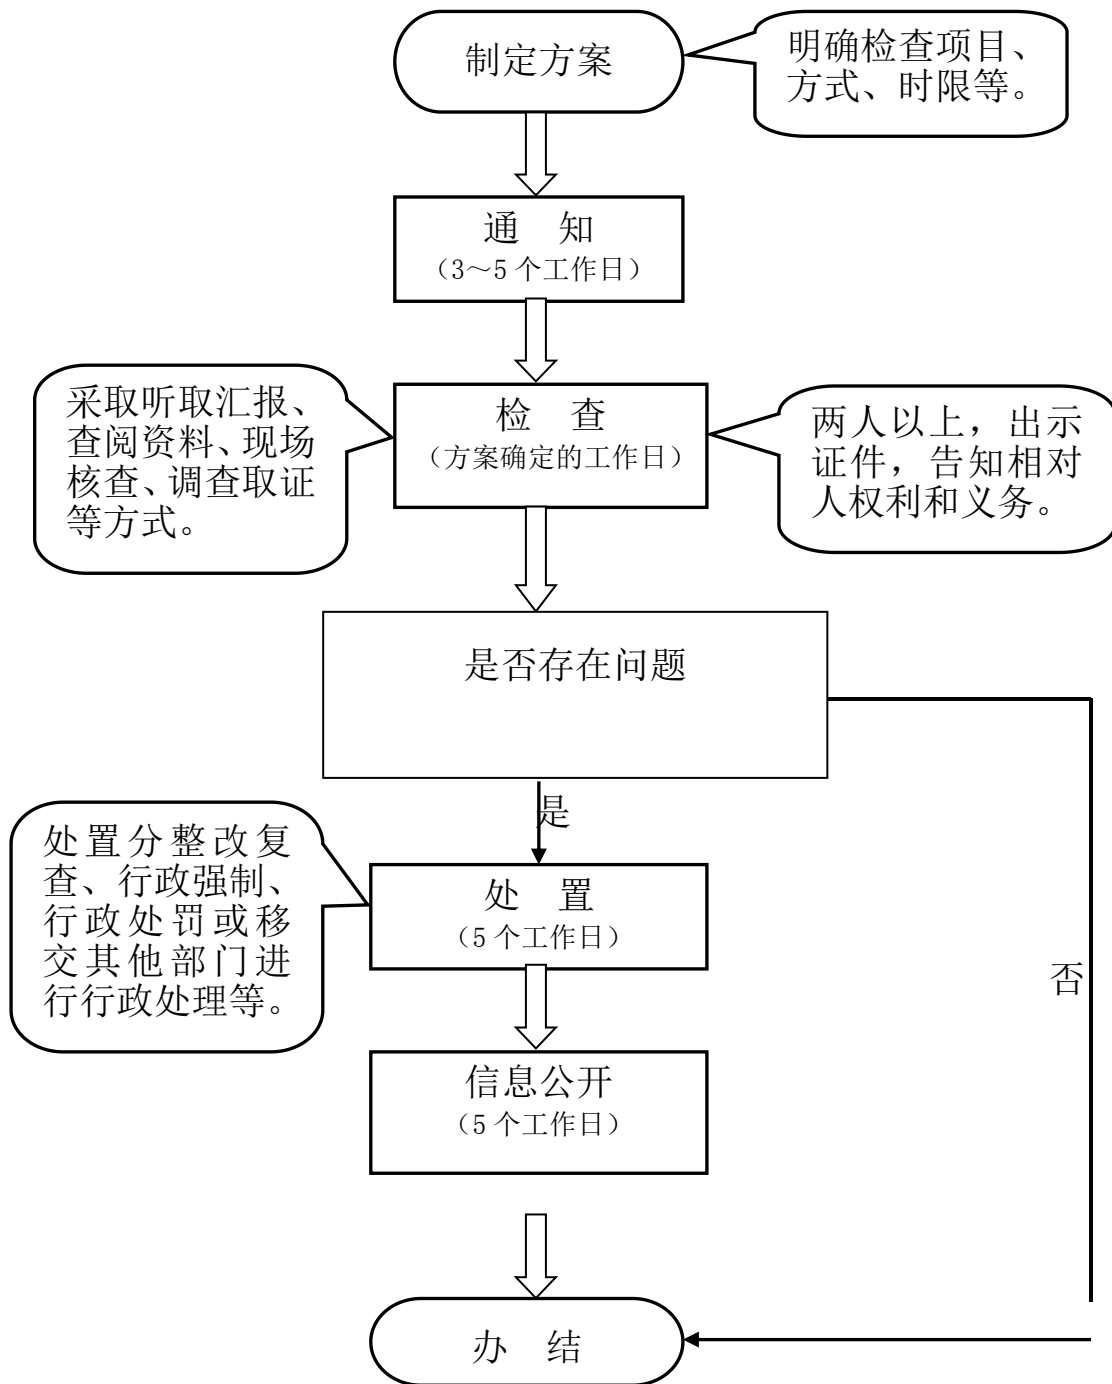 制定方案
明确检查项目、
方式、时限等。
通 知
（3～5 个工作日）
采取听取汇报、
查阅资料、现场
核查、调查取证
等方式。
检 查
（方案确定的工作日）
两人以上，出示
证件，告知相对
人权利和义务。
是否存在问题
是
处置分整改复
查、行政强制、
行政处罚或移
交其他部门进
行行政处理等。
处 置
（5 个工作日）
否
信息公开
（5 个工作日）
办 结